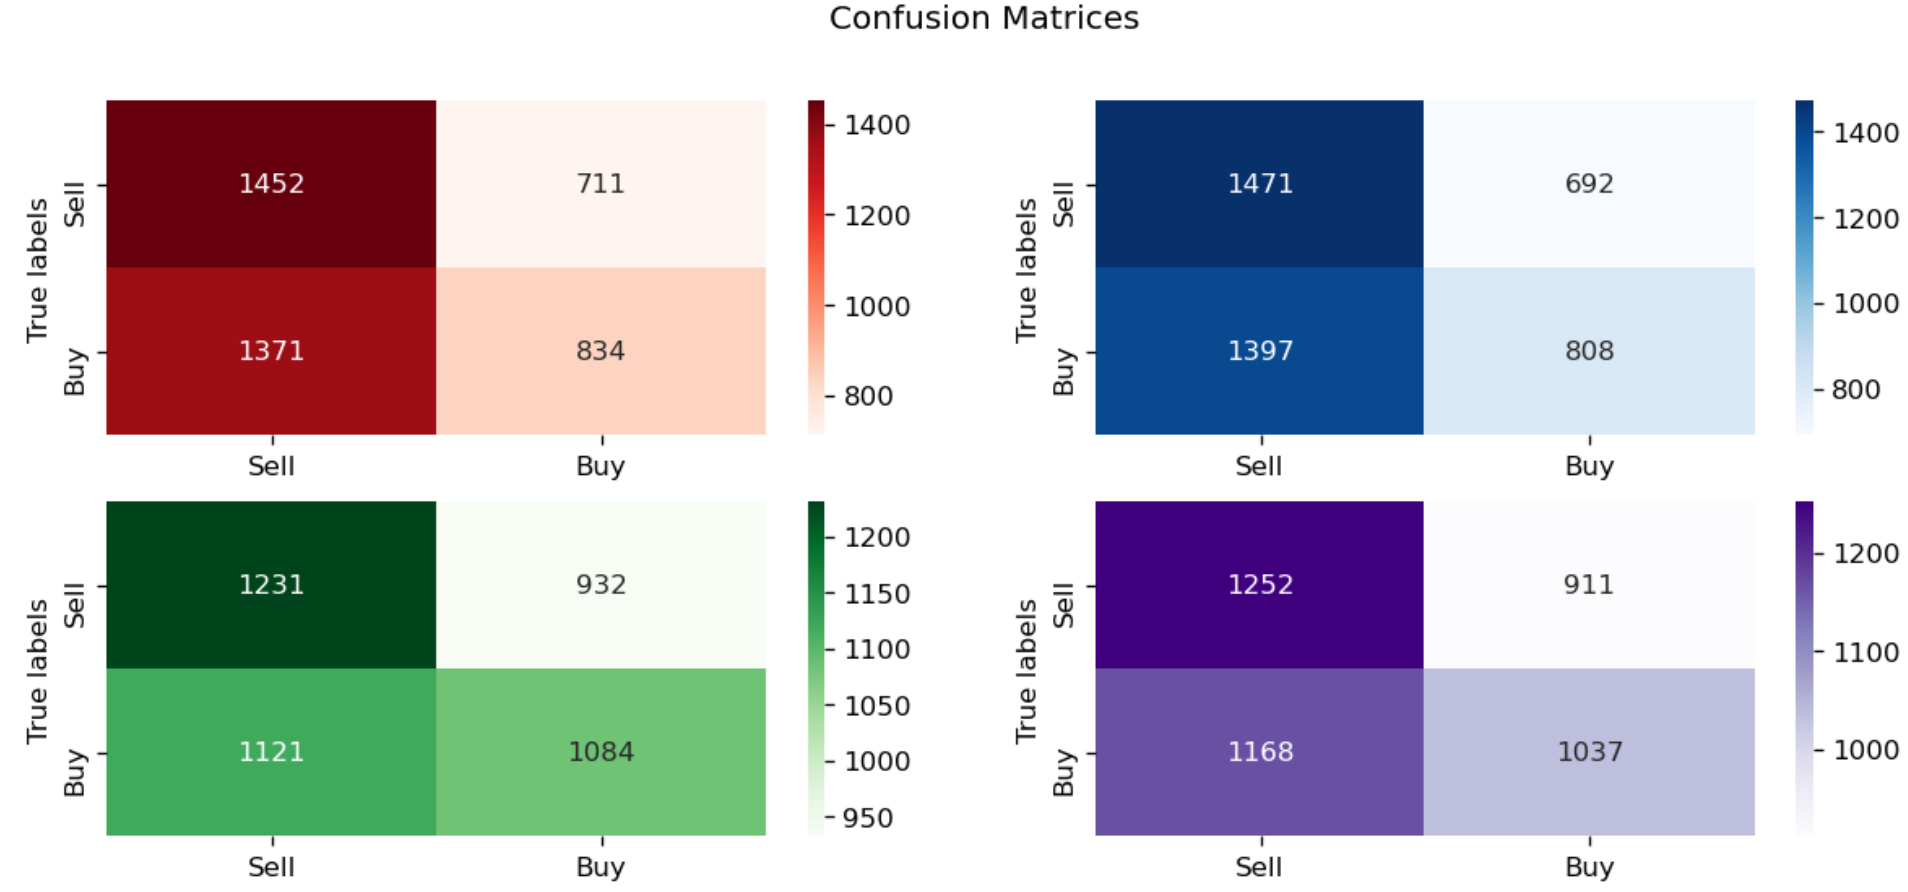 Confusion Matrices
True labels
Sell
Buy
1452 711
1371 834
Sell Buy
1400
1200
1000
800
True labels
Sell
Buy
1471 692
1397 808
Sell Buy
1400
1200
1000
800
True labels
Sell
Buy
1231 932
1121 1084
Sell Buy
1200
1150
1100
1050
1000
950
True labels
Sell
Buy
1252 911
1168 1037
Sell Buy
1200
1100
1000